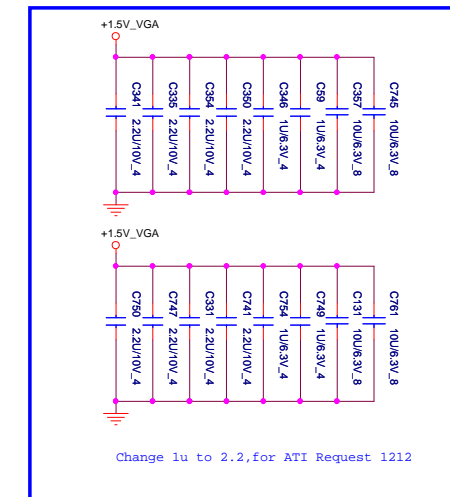 +1.5V_VGA
C341 2.2U/10V_4
C335 2.2U/10V_4
C354 2.2U/10V_4
C350 2.2U/10V_4
C346 1U/6.3V_4
C59 1U/6.3V_4
C357 10U/6.3V_8
C745 10U/6.3V_8
+1.5V_VGA
C750 2.2U/10V_4
C747 2.2U/10V_4
C331 2.2U/10V_4
C741 2.2U/10V_4
C754 1U/6.3V_4
C749 1U/6.3V_4
C131 10U/6.3V_8
C761 10U/6.3V_8
Change 1u to 2.2,for ATI Request 1212